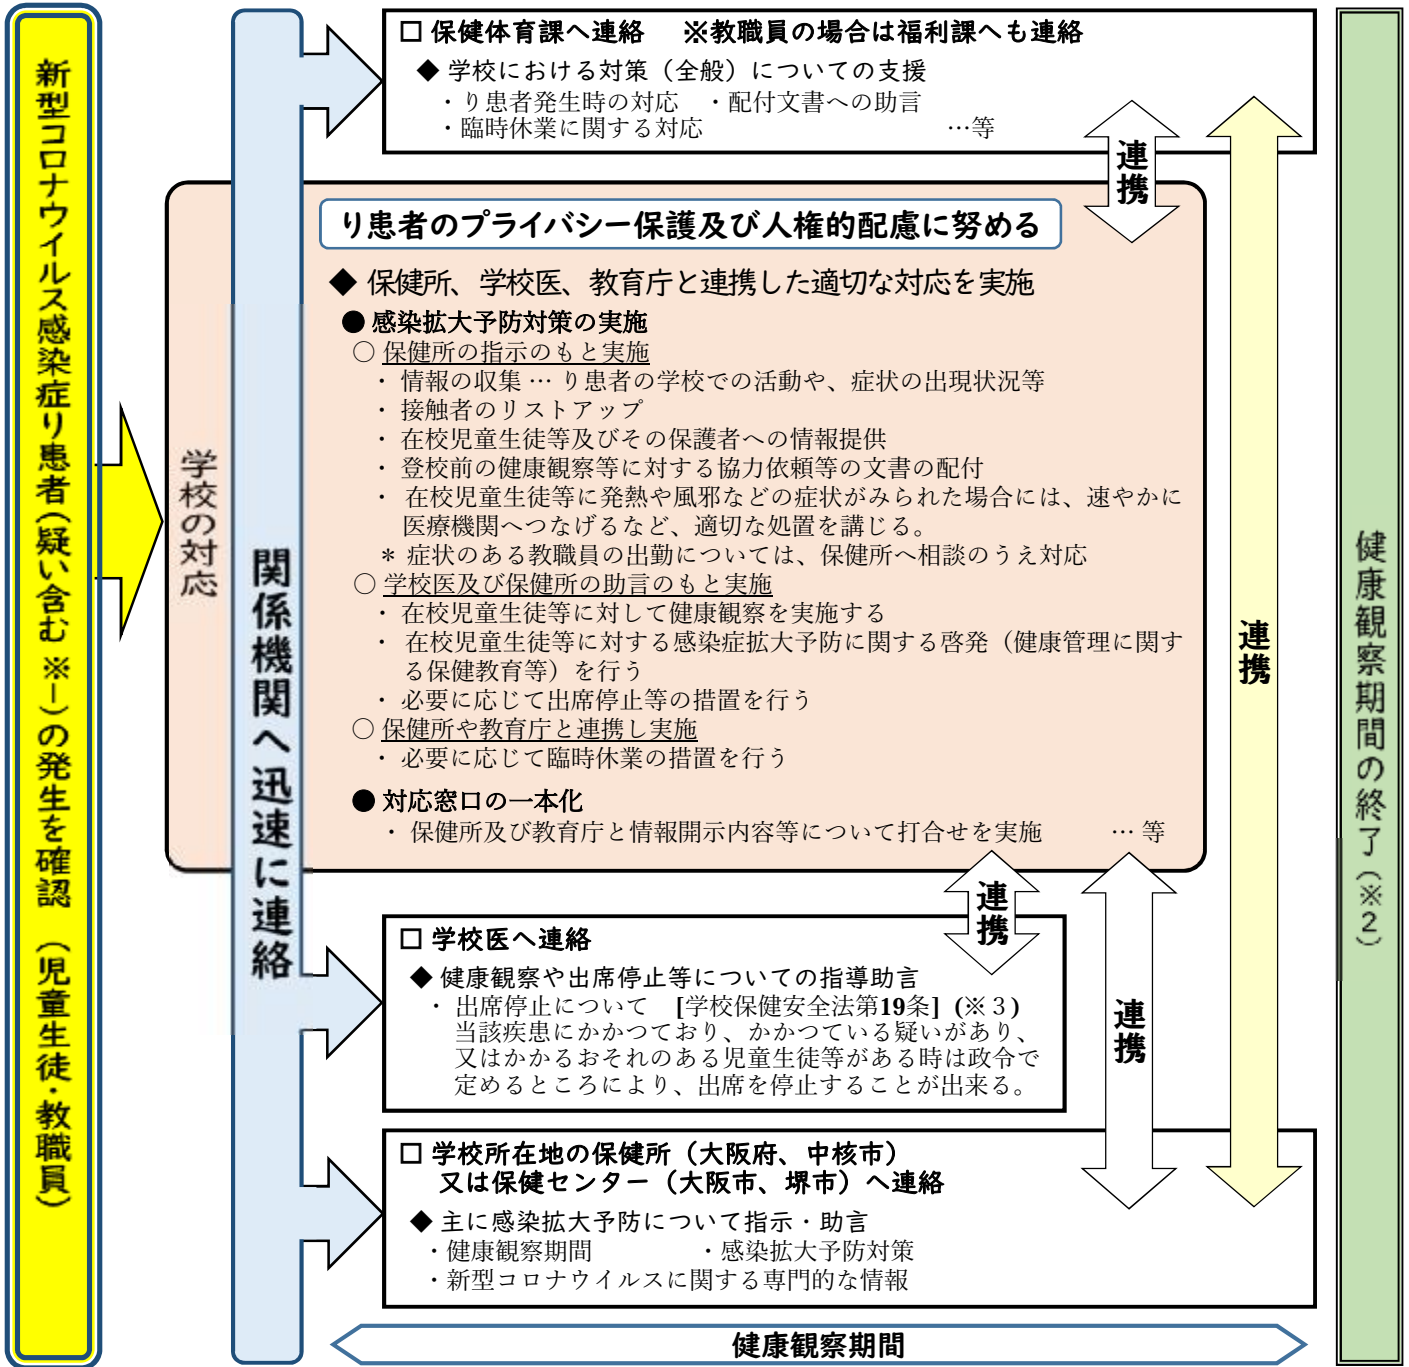 新型コロナウイルス感染症り患者（疑い含む ※1）の発生を確認 （児童生徒・教職員）
学校の対応
関係機関へ迅速に連絡
□ 保健体育課へ連絡 ※教職員の場合は福利課へも連絡
◆ 学校における対策（全般）についての支援
・り患者発生時の対応 ・配付文書への助言
・臨時休業に関する対応 …等
連携
り患者のプライバシー保護及び人権的配慮に努める
◆ 保健所、学校医、教育庁と連携した適切な対応を実施
● 感染拡大予防対策の実施
○ 保健所の指示のもと実施
・ 情報の収集 … り患者の学校での活動や、症状の出現状況等
・ 接触者のリストアップ
・ 在校児童生徒等及びその保護者への情報提供
・ 登校前の健康観察等に対する協力依頼等の文書の配付
・ 在校児童生徒等に発熱や風邪などの症状がみられた場合には、速やかに
医療機関へつなげるなど、適切な処置を講じる。
＊ 症状のある教職員の出勤については、保健所へ相談のうえ対応
○ 学校医及び保健所の助言のもと実施
・ 在校児童生徒等に対して健康観察を実施する
・ 在校児童生徒等に対する感染症拡大予防に関する啓発（健康管理に関す
る保健教育等）を行う
・ 必要に応じて出席停止等の措置を行う
○ 保健所や教育庁と連携し実施
・ 必要に応じて臨時休業の措置を行う
● 対応窓口の一本化
・ 保健所及び教育庁と情報開示内容等について打合せを実施 … 等
連携
連携
□ 学校医へ連絡
◆ 健康観察や出席停止等についての指導助言
・ 出席停止について [学校保健安全法第19条] (※３)
当該疾患にかかつており、かかつている疑いがあり、
又はかかるおそれのある児童生徒等がある時は政令で
定めるところにより、出席を停止することが出来る。
連携
□ 学校所在地の保健所（大阪府、中核市）
又は保健センター（大阪市、堺市）へ連絡
◆ 主に感染拡大予防について指示・助言
・健康観察期間 ・感染拡大予防対策
・新型コロナウイルスに関する専門的な情報
健康観察期間
健康観察期間の終了（※2）